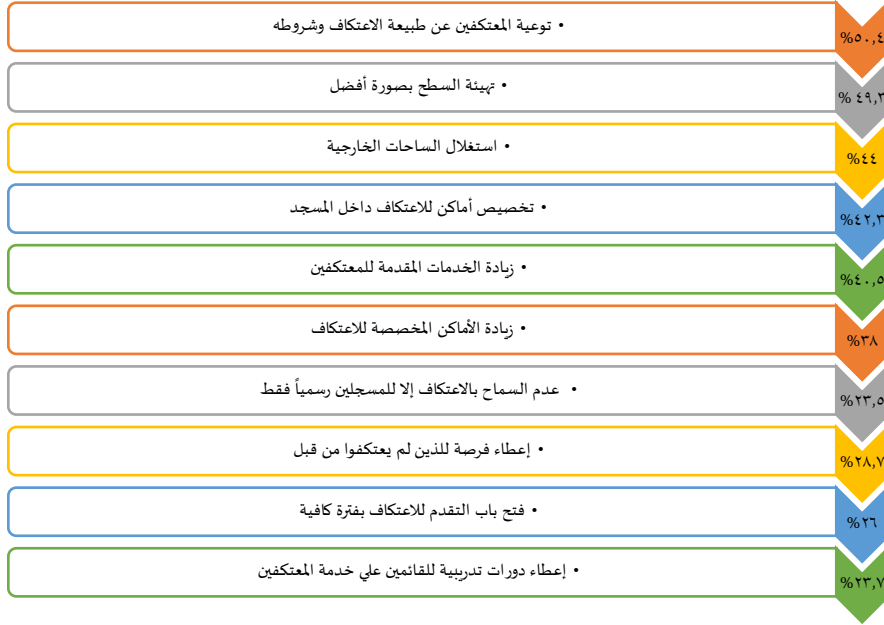 • توعية المعتكفين عن طبيعة الاعتكاف وشروطه
%٥٠,٤
• تهيئة السطح بصورة أفضل
% ٤٩,٣
• استغلال الساحات الخارجية
%٤٤
• تخصيص أماكن للاعتكاف داخل المسجد
%٤٢,٣
• زيادة الخدمات المقدمة للمعتكفين
%٤٠,٥
• زيادة الأماكن المخصصة للاعتكاف
%٣٨
• عدم السماح بالاعتكاف إلا للمسجلين رسمياً فقط
%٢٣,٥
• إعطاء فرصة للذين لم يعتكفوا من قبل
%٢٨,٧
• فتح باب التقدم للاعتكاف بفترة كافية
%٢٦
• إعطاء دورات تدريبية للقائمين علي خدمة المعتكفين
%٢٣,٧